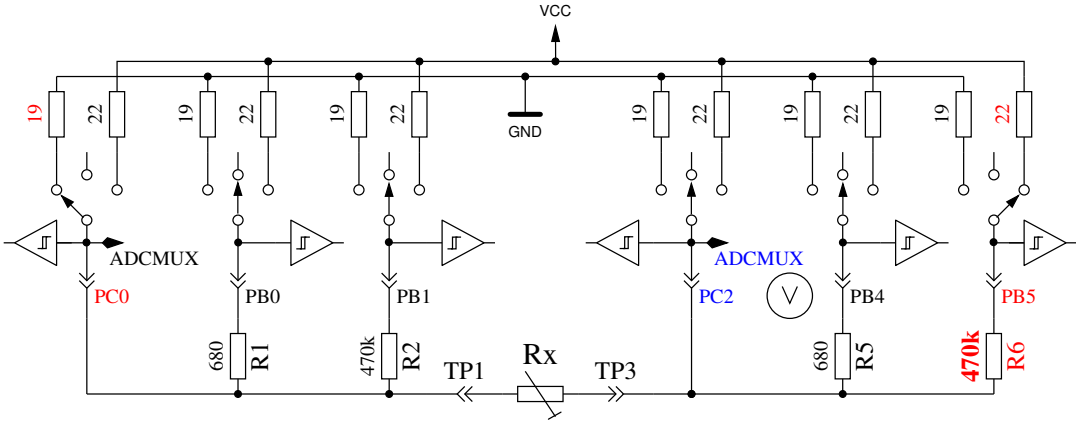 VCC
19
22
19
22
19
22
GND
19
22
19
22
19
22
ADCMUX
ADCMUX
PC0
PB0
PB1
PC2
V
PB4
PB5
680
R1
470k
R2
680
R5
470k
R6
TP1
Rx
TP3